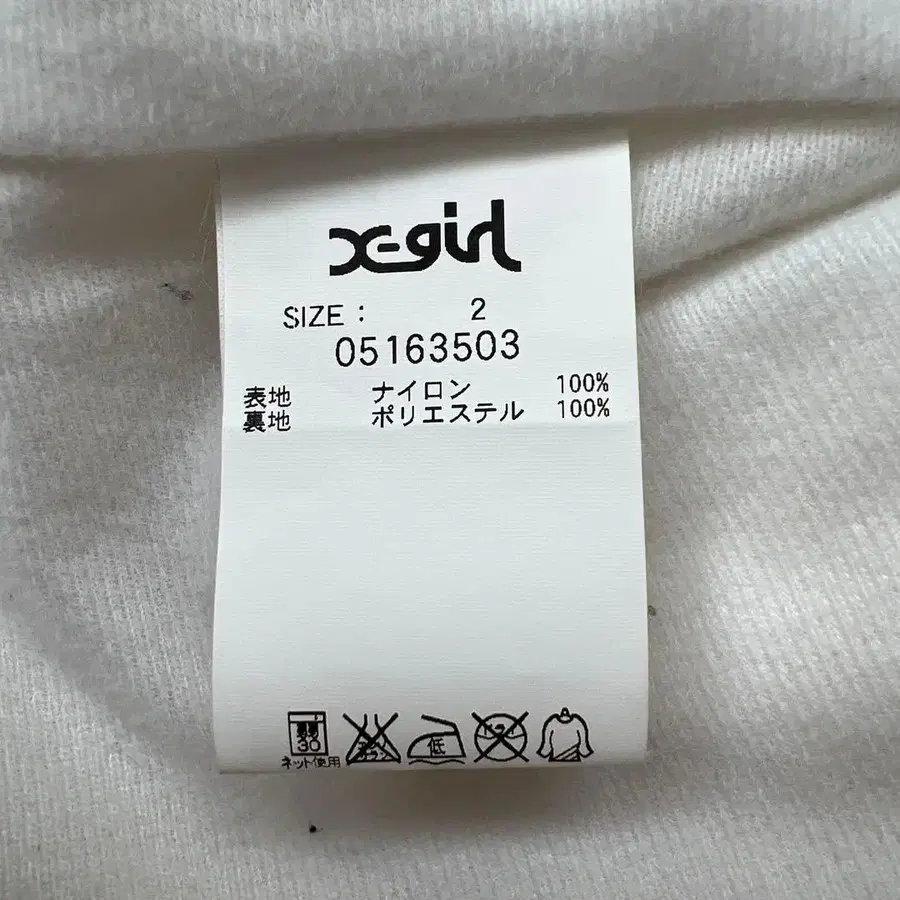 X-girl
SIZE : 2
05163503
表地 ナイロン 100%
裏地 ポリエステル 100%
30
低
ネット使用